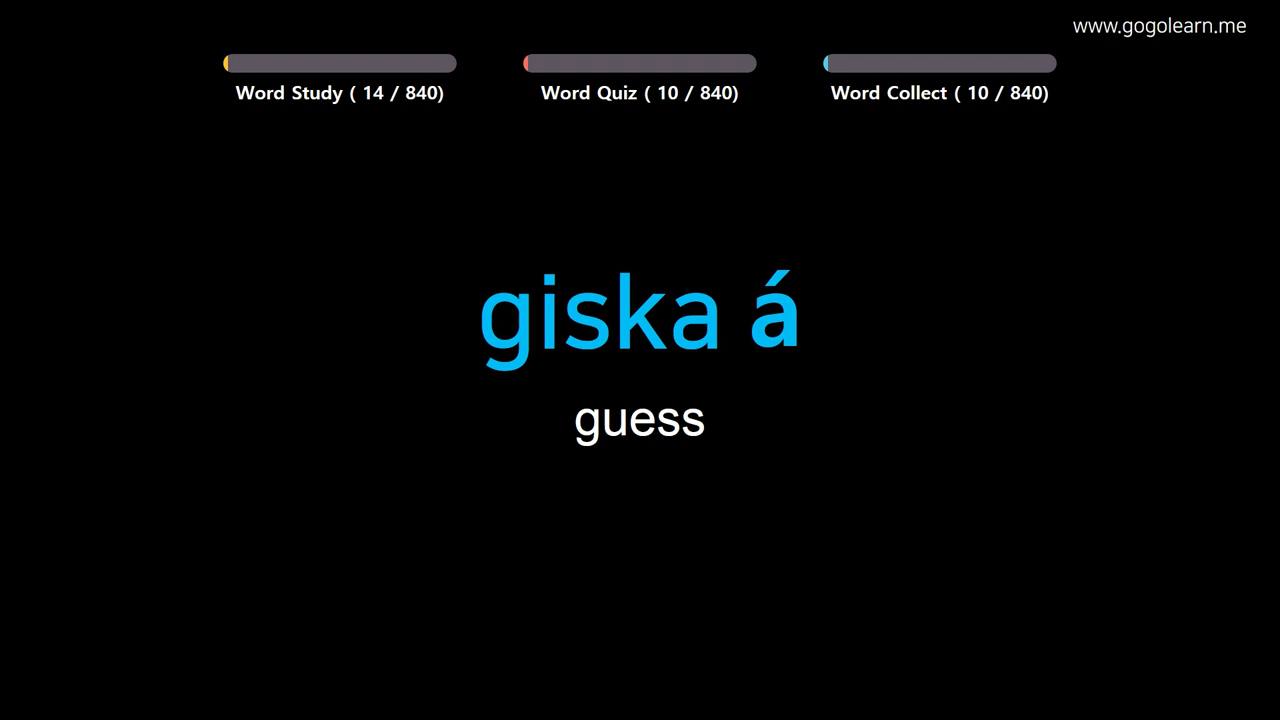 www.gogolearn.me
Word Study ( 14 / 840)
Word Quiz ( 10 / 840)
Word Collect ( 10 / 840)
giska á
guess